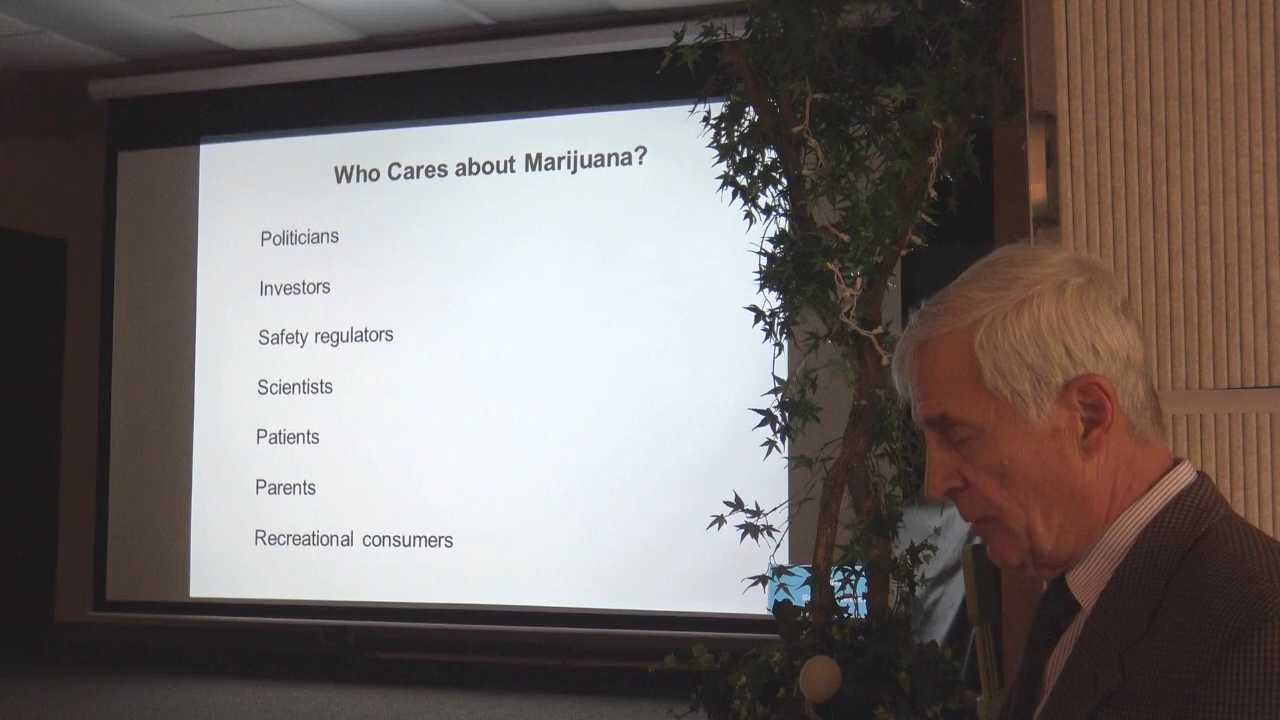 Who Cares about Marijuana?
Politicians
Investors
Safety regulators
Scientists
Patients
Parents
Recreational consumers